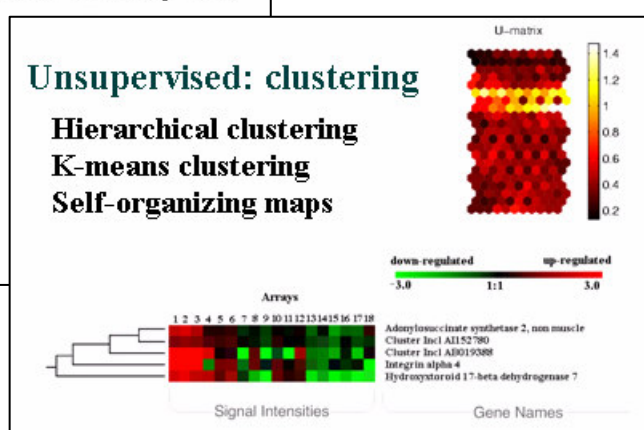 Unsupervised: clustering
Hierarchical clustering
K-means clustering
Self-organizing maps
U-matrix
1.4
1.2
1
0.8
0.6
0.4
0.2
down-regulated up-regulated
-3.0 1:1 3.0
Arrays
1 2 3 4 5 6 7 8 9 10 11 12 13 14 15 16 17 18
Adonylosuccinate synthetase 2, non muscle
Cluster Incl AI152780
Cluster Incl AB019388
Integrin alpha 4
Hydroxyxtoroid 17-beta dehydrogenase 7
Signal Intensities
Gene Names